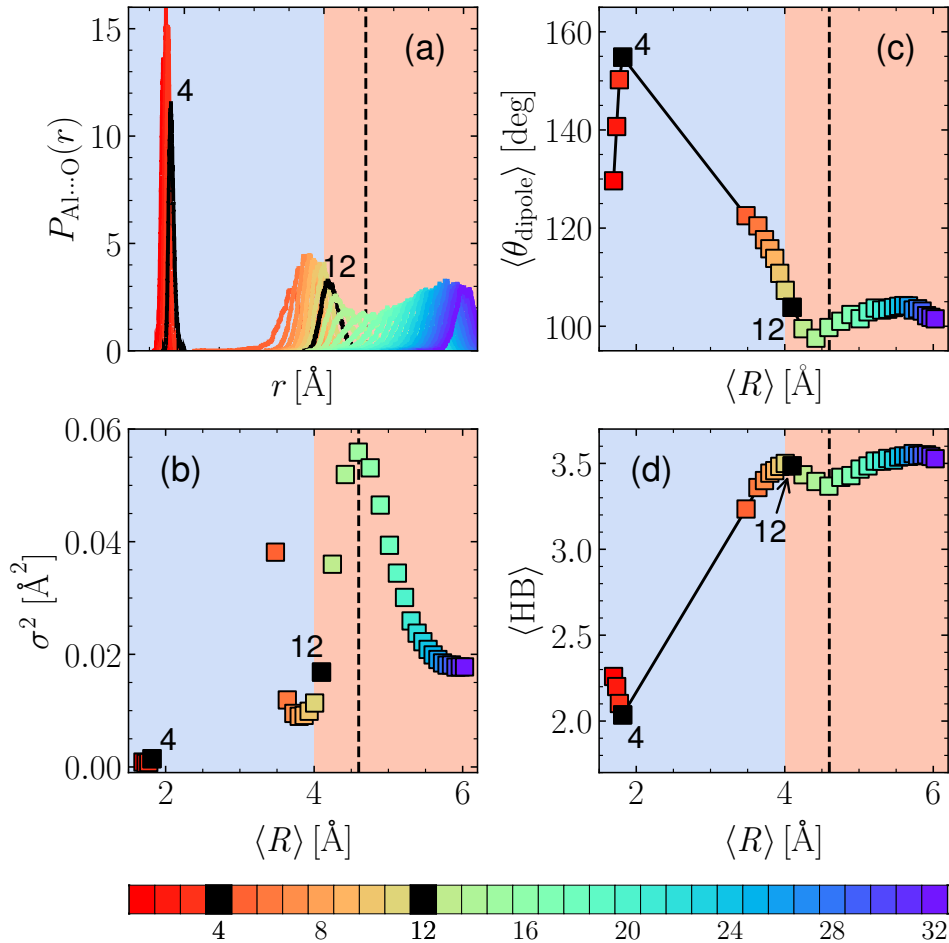 (a)
4
12
15
10
5
0
P_Al···O(r)
r [Å]
(c)
4
12
160
140
120
100
⟨θ_dipole⟩ [deg]
⟨R⟩ [Å]
(b)
4
12
0.06
0.04
0.02
0.00
σ² [Å²]
2 4 6
⟨R⟩ [Å]
(d)
12
4
3.5
3.0
2.5
2.0
⟨HB⟩
2 4 6
⟨R⟩ [Å]
4 8 12 16 20 24 28 32